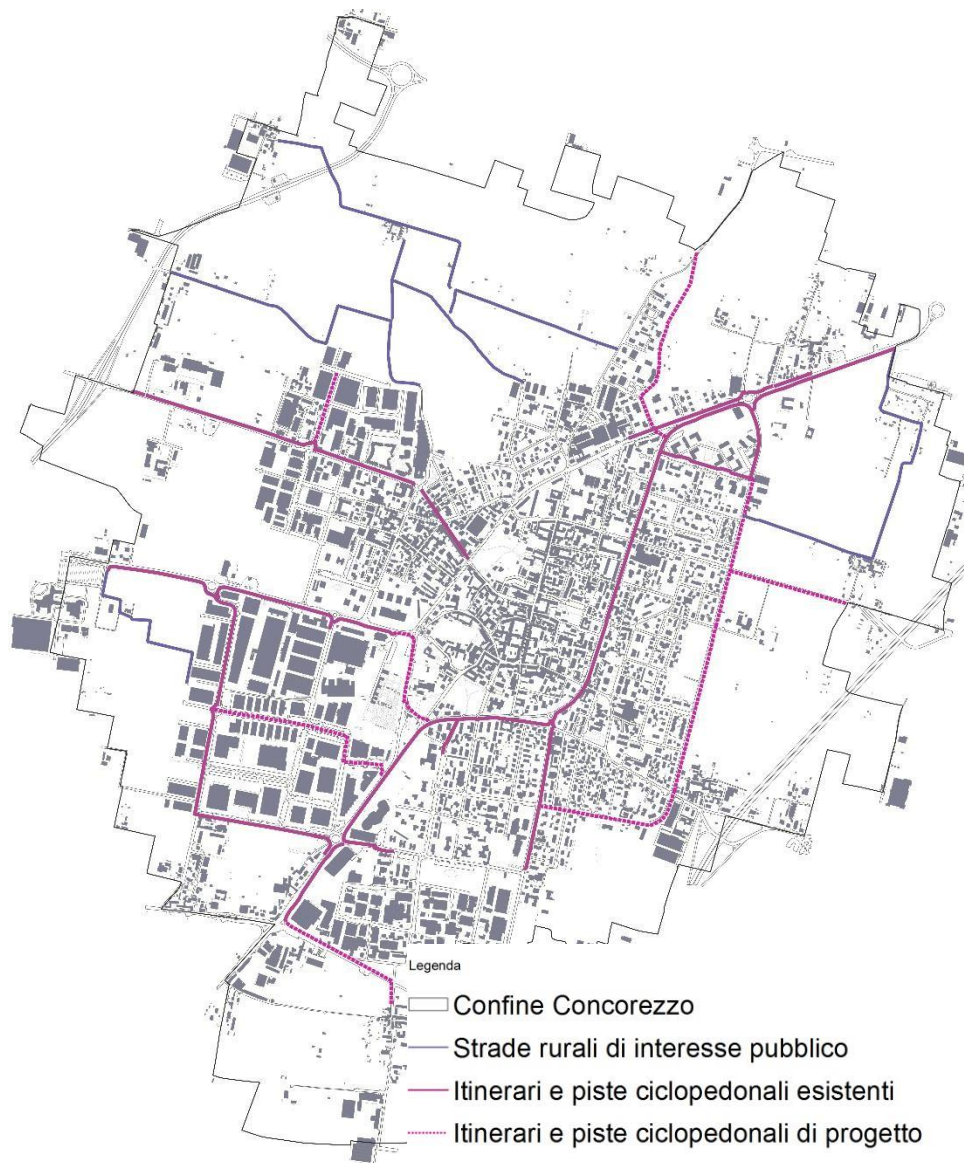 Legenda
Confine Concorezzo
Strade rurali di interesse pubblico
Itinerari e piste ciclopedonali esistenti
Itinerari e piste ciclopedonali di progetto